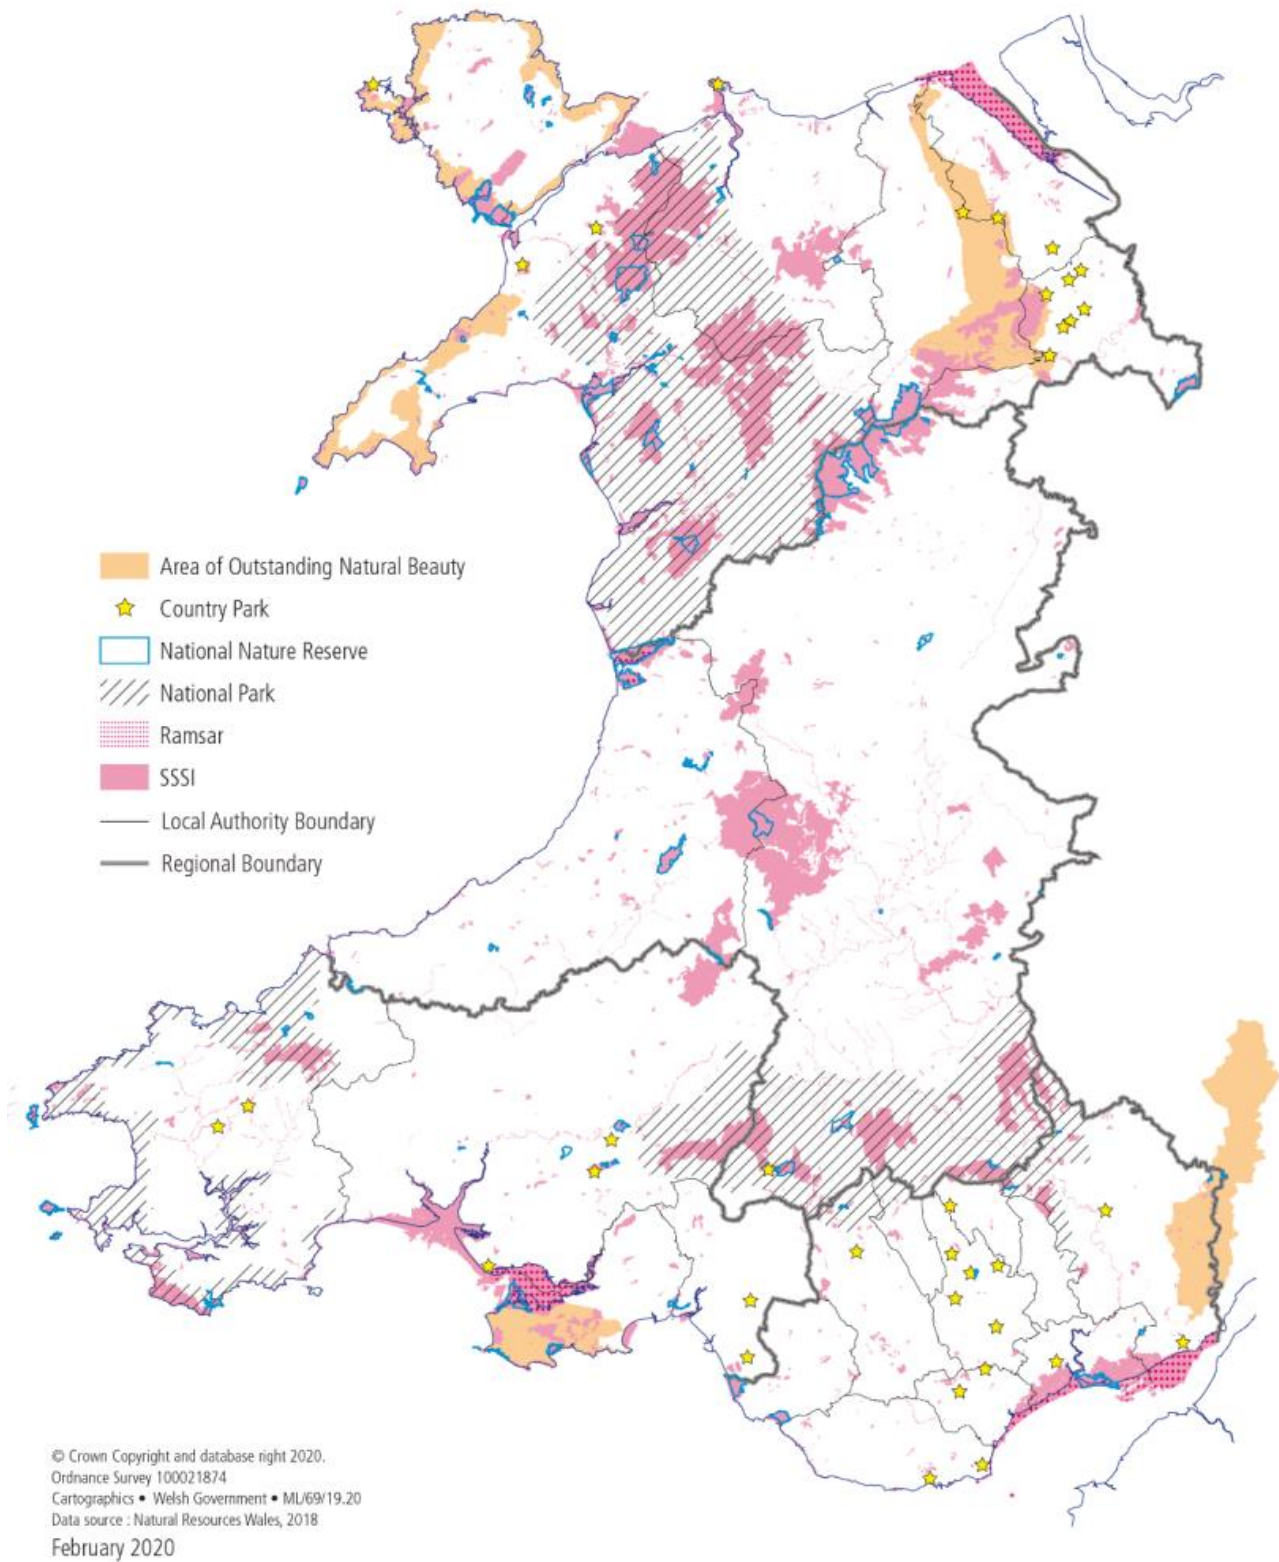 Area of Outstanding Natural Beauty
Country Park
National Nature Reserve
National Park
Ramsar
SSSI
Local Authority Boundary
Regional Boundary
© Crown Copyright and database right 2020.
Ordnance Survey 100021874
Cartographics • Welsh Government • ML/69/19.20
Data source : Natural Resources Wales, 2018
February 2020